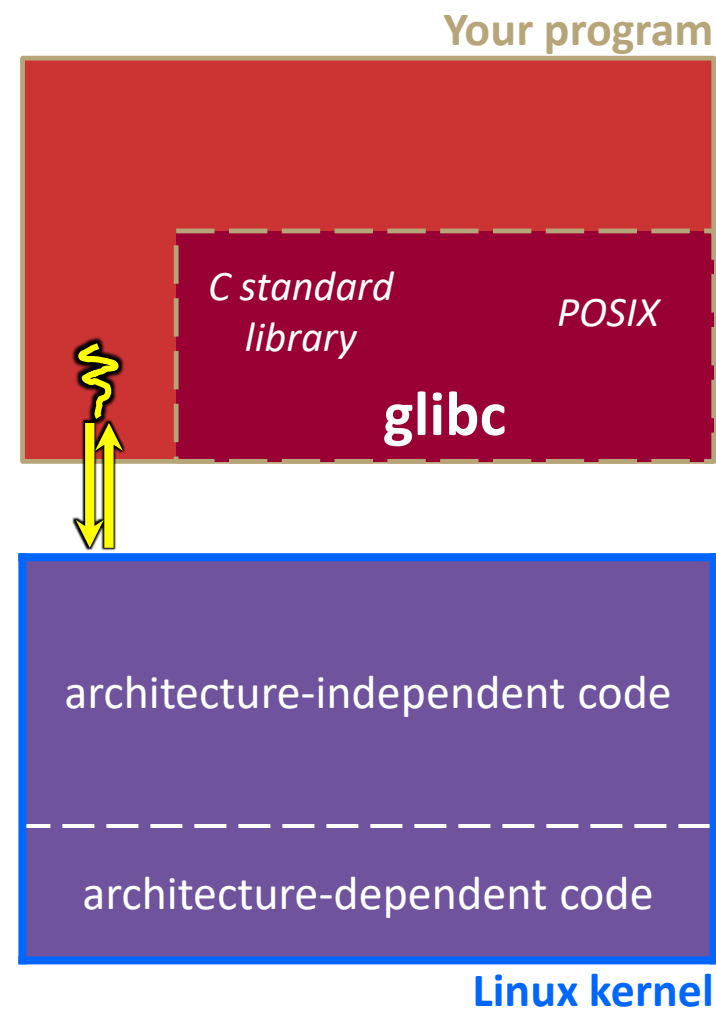 Your program
C standard
library
POSIX
glibc
architecture-independent code
architecture-dependent code
Linux kernel